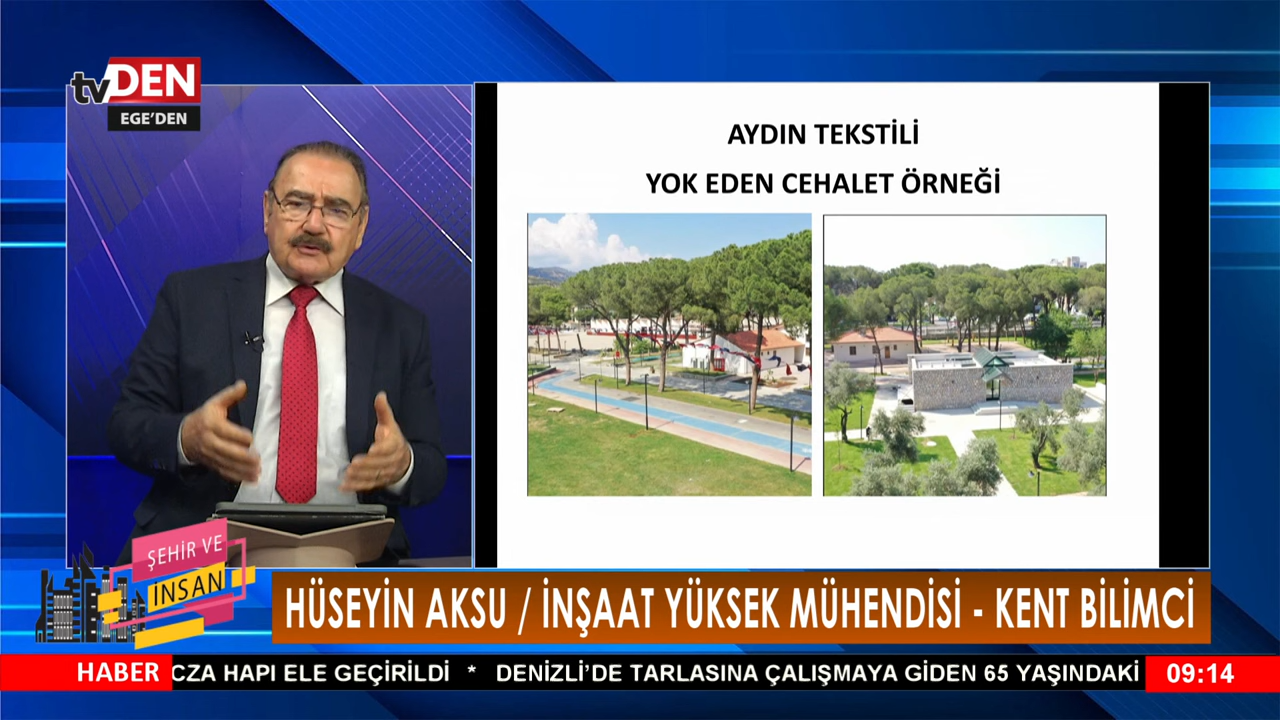 tvDEN
EGE'DEN
AYDIN TEKSTİLİ
YOK EDEN CEHALET ÖRNEĞİ
ŞEHİR VE
İNSAN
HÜSEYİN AKSU / İNŞAAT YÜKSEK MÜHENDİSİ - KENT BİLİMCİ
HABER CZA HAPI ELE GEÇİRİLDİ * DENİZLİ'DE TARLASINA ÇALIŞMAYA GİDEN 65 YAŞINDAKİ 09:14